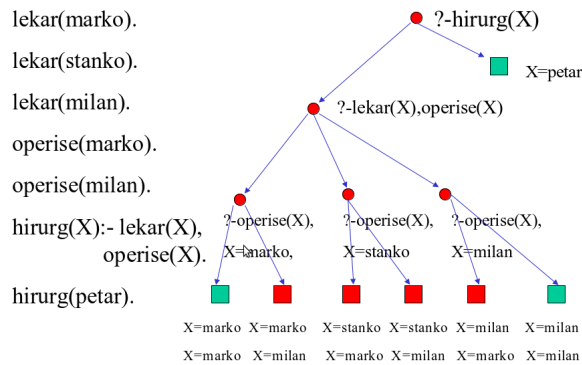 lekar(marko).
lekar(stanko).
lekar(milan).
operise(marko).
operise(milan).
hirurg(X):- lekar(X),
operise(X).
hirurg(petar).
?-hirurg(X)
X=petar
?-lekar(X),operise(X)
?-operise(X), ?-operise(X), ?-operise(X),
X=marko, X=stanko X=milan
X=marko X=marko X=stanko X=stanko X=milan X=milan
X=marko X=milan X=marko X=milan X=marko X=milan